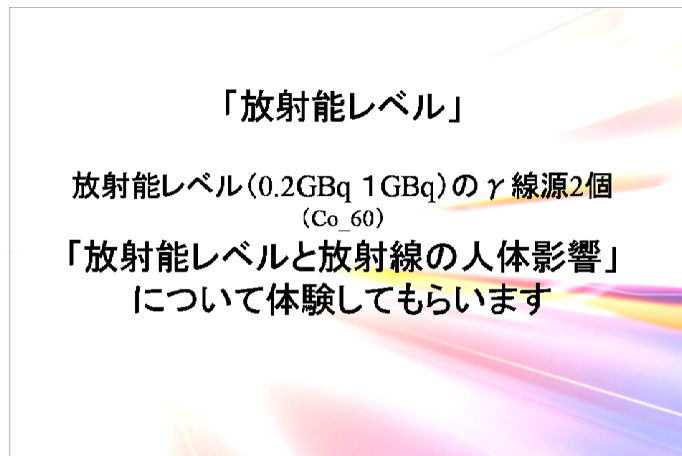 「放射能レベル」
放射能レベル（0.2GBq １GBq）のγ線源2個
（Co_60）
「放射能レベルと放射線の人体影響」
について体験してもらいます